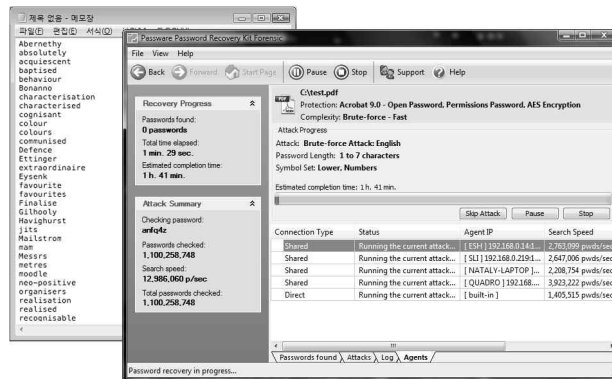 제목 없음 - 메모장
파일(F) 편집(E) 서식(O)
Abernethy
absolutely
acquiescent
baptised
behaviour
Bonanno
characterisation
characterised
cognisant
colour
colours
communised
Defence
Ettinger
extraordinaire
Eysenk
favourite
favourites
Finalise
Gilhooly
Havighurst
jits
Mailstrom
mam
Messrs
metres
moodle
neo-positive
organisers
realisation
realised
recognisable
Passware Password Recovery Kit Forensic
File View Help
Back Forward Start Page Pause Stop Support Help
Recovery Progress
Passwords found:
0 passwords
Total time elapsed:
1 min. 29 sec.
Estimated completion time:
1 h. 41 min.
Attack Summary
Checking password:
anfq4z
Passwords checked:
1,100,258,748
Search speed:
12,986,060 p/sec
Total passwords checked:
1,100,258,748
C:\test.pdf
Protection: Acrobat 9.0 - Open Password, Permissions Password, AES Encryption
Complexity: Brute-force - Fast
Attack Progress
Attack: Brute-force Attack: English
Password Length: 1 to 7 characters
Symbol Set: Lower, Numbers
Estimated completion time: 1 h. 41 min.
Skip Attack Pause Stop
Connection Type Status Agent IP Search Speed
Shared Running the current attack... [ ESH ] 192.168.0.14:1... 2,763,099 pwds/sec
Shared Running the current attack... [ SLI ] 192.168.0.219:1... 2,647,006 pwds/sec
Shared Running the current attack... [ NATALY-LAPTOP ]... 2,208,754 pwds/sec
Shared Running the current attack... [ QUADRO ] 192.168.... 3,923,222 pwds/sec
Direct Running the current attack... [ built-in ] 1,405,515 pwds/sec
Passwords found Attacks Log Agents
Password recovery in progress...